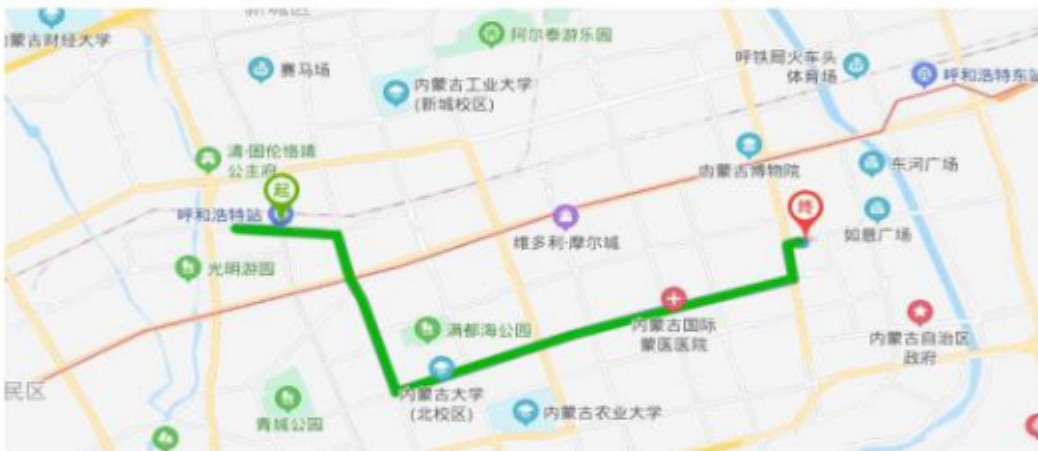 新城区
内蒙古财经大学
阿尔泰游乐园
赛马场
呼铁局火车头
体育场
呼和浩特东站
内蒙古工业大学
(新城校区)
清·固伦恪靖
公主府
内蒙古博物院
东河广场
起
终
呼和浩特站
维多利·摩尔城
如意广场
光明游园
满都海公园
内蒙古国际
蒙医医院
内蒙古自治区
政府
民区
内蒙古大学
(北校区)
青城公园
内蒙古农业大学